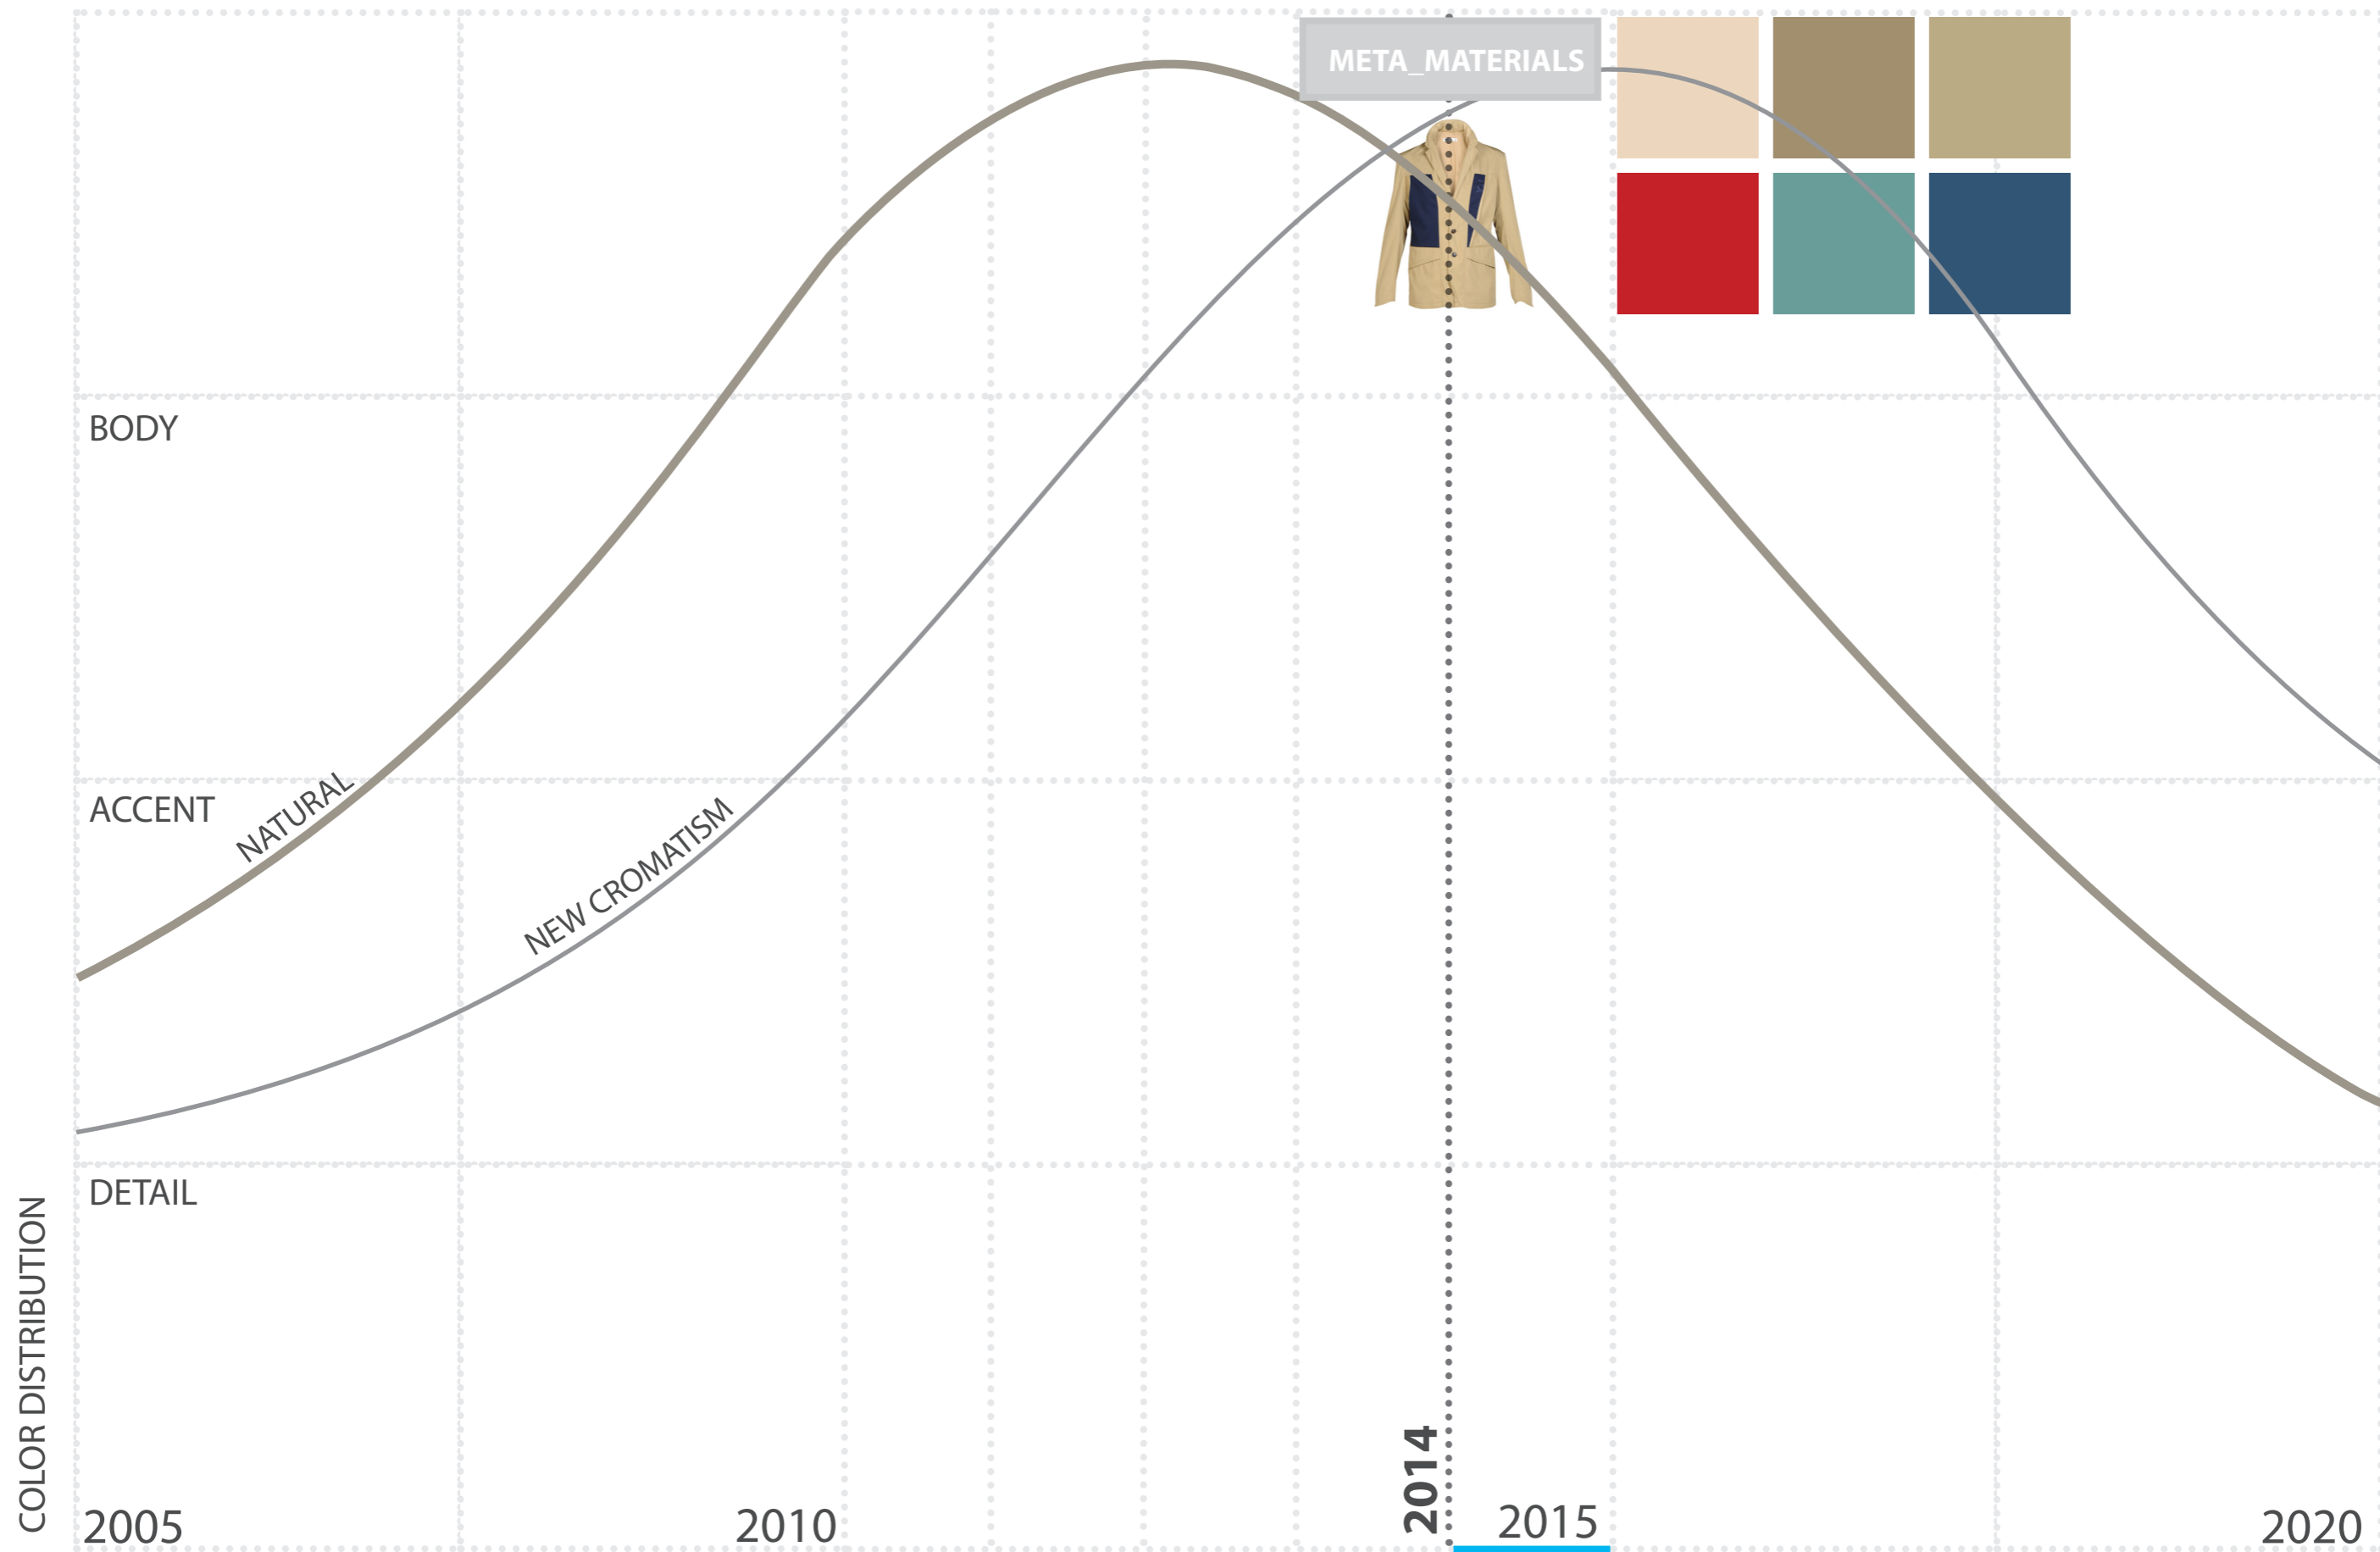 META_MATERIALS
BODY
ACCENT
NATURAL
NEW CROMATISM
DETAIL
COLOR DISTRIBUTION
2005
2010
2014
2015
2020